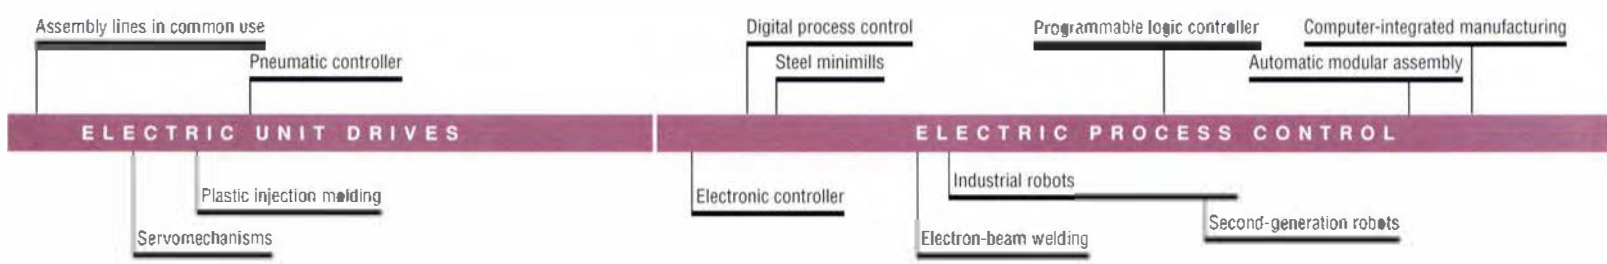 Assembly lines in common use
Digital process control
Programmable logic controller
Computer-integrated manufacturing
Pneumatic controller
Steel minimills
Automatic modular assembly
ELECTRIC UNIT DRIVES
ELECTRIC PROCESS CONTROL
Plastic injection molding
Electronic controller
Industrial robots
Servomechanisms
Electron-beam welding
Second-generation robots